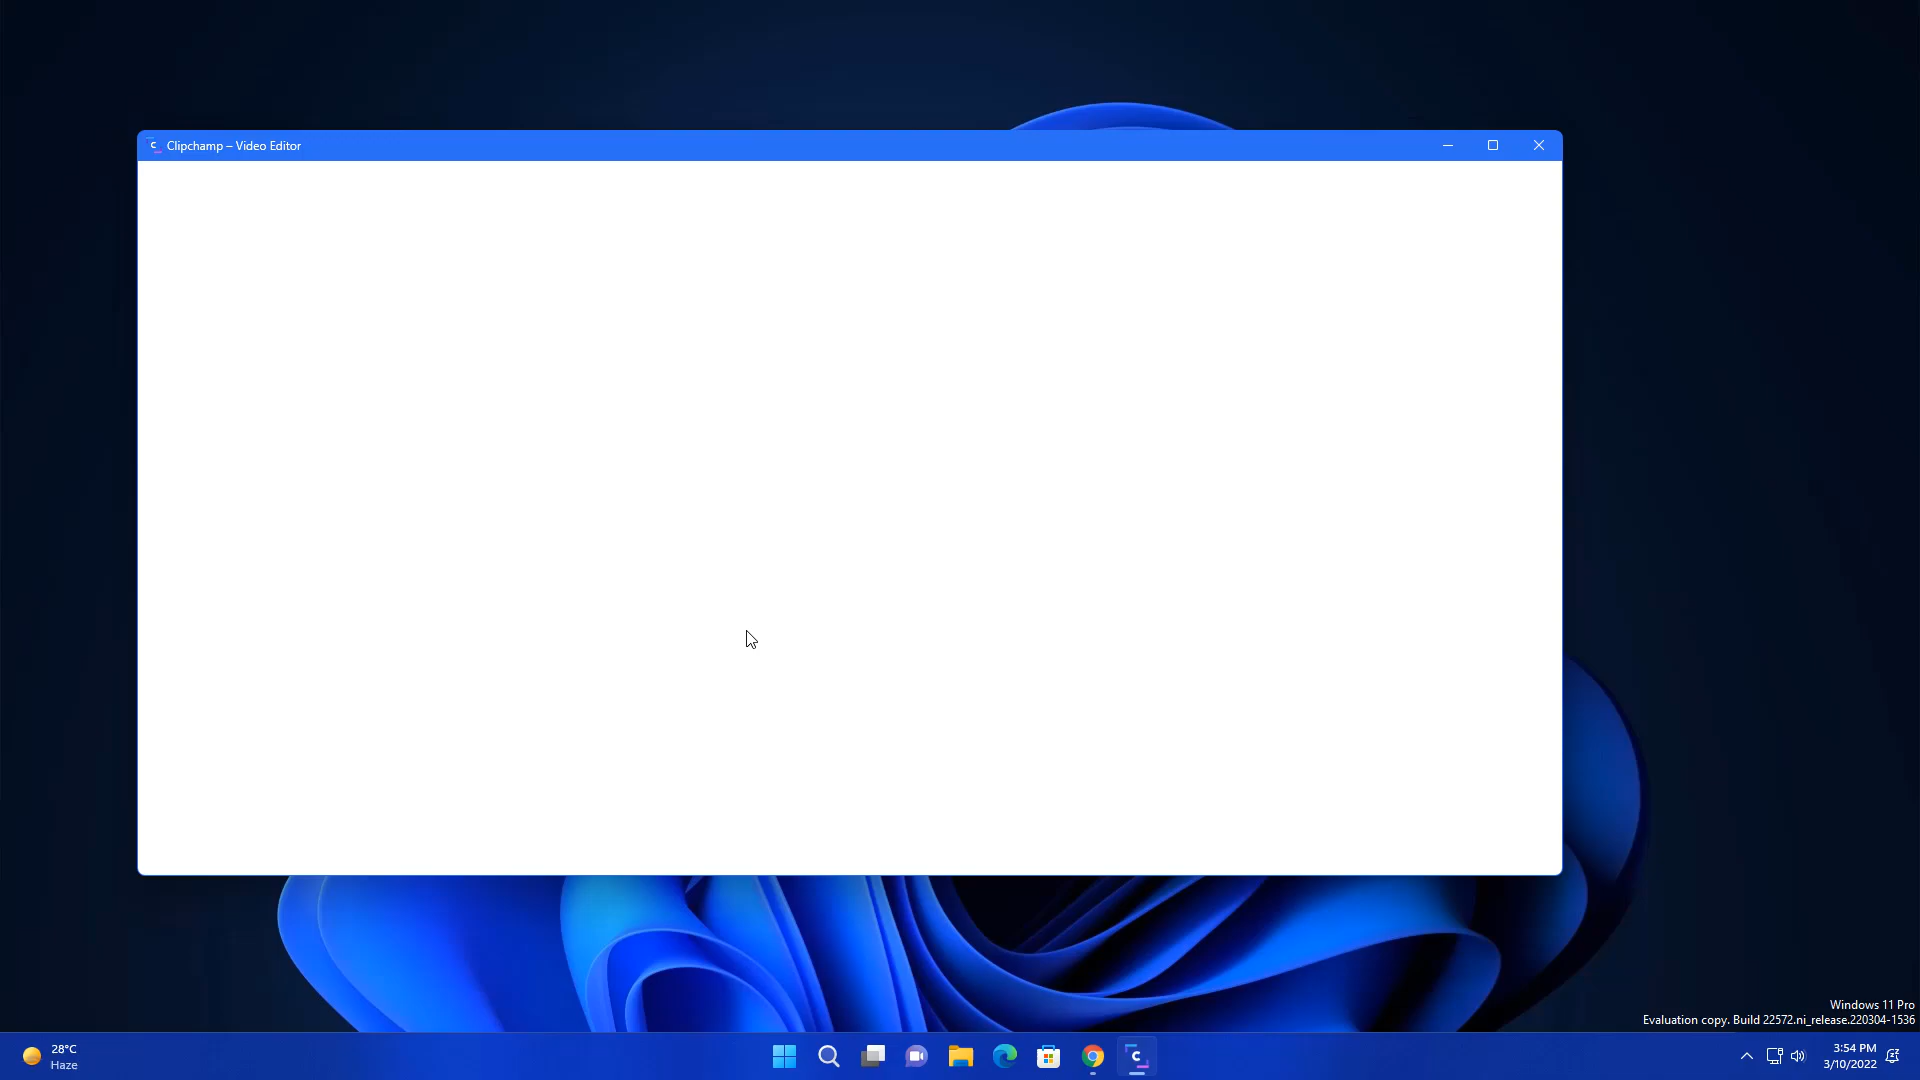 Clipchamp – Video Editor
Windows 11 Pro
Evaluation copy. Build 22572.ni_release.220304-1536
28°C
Haze
3:54 PM
3/10/2022